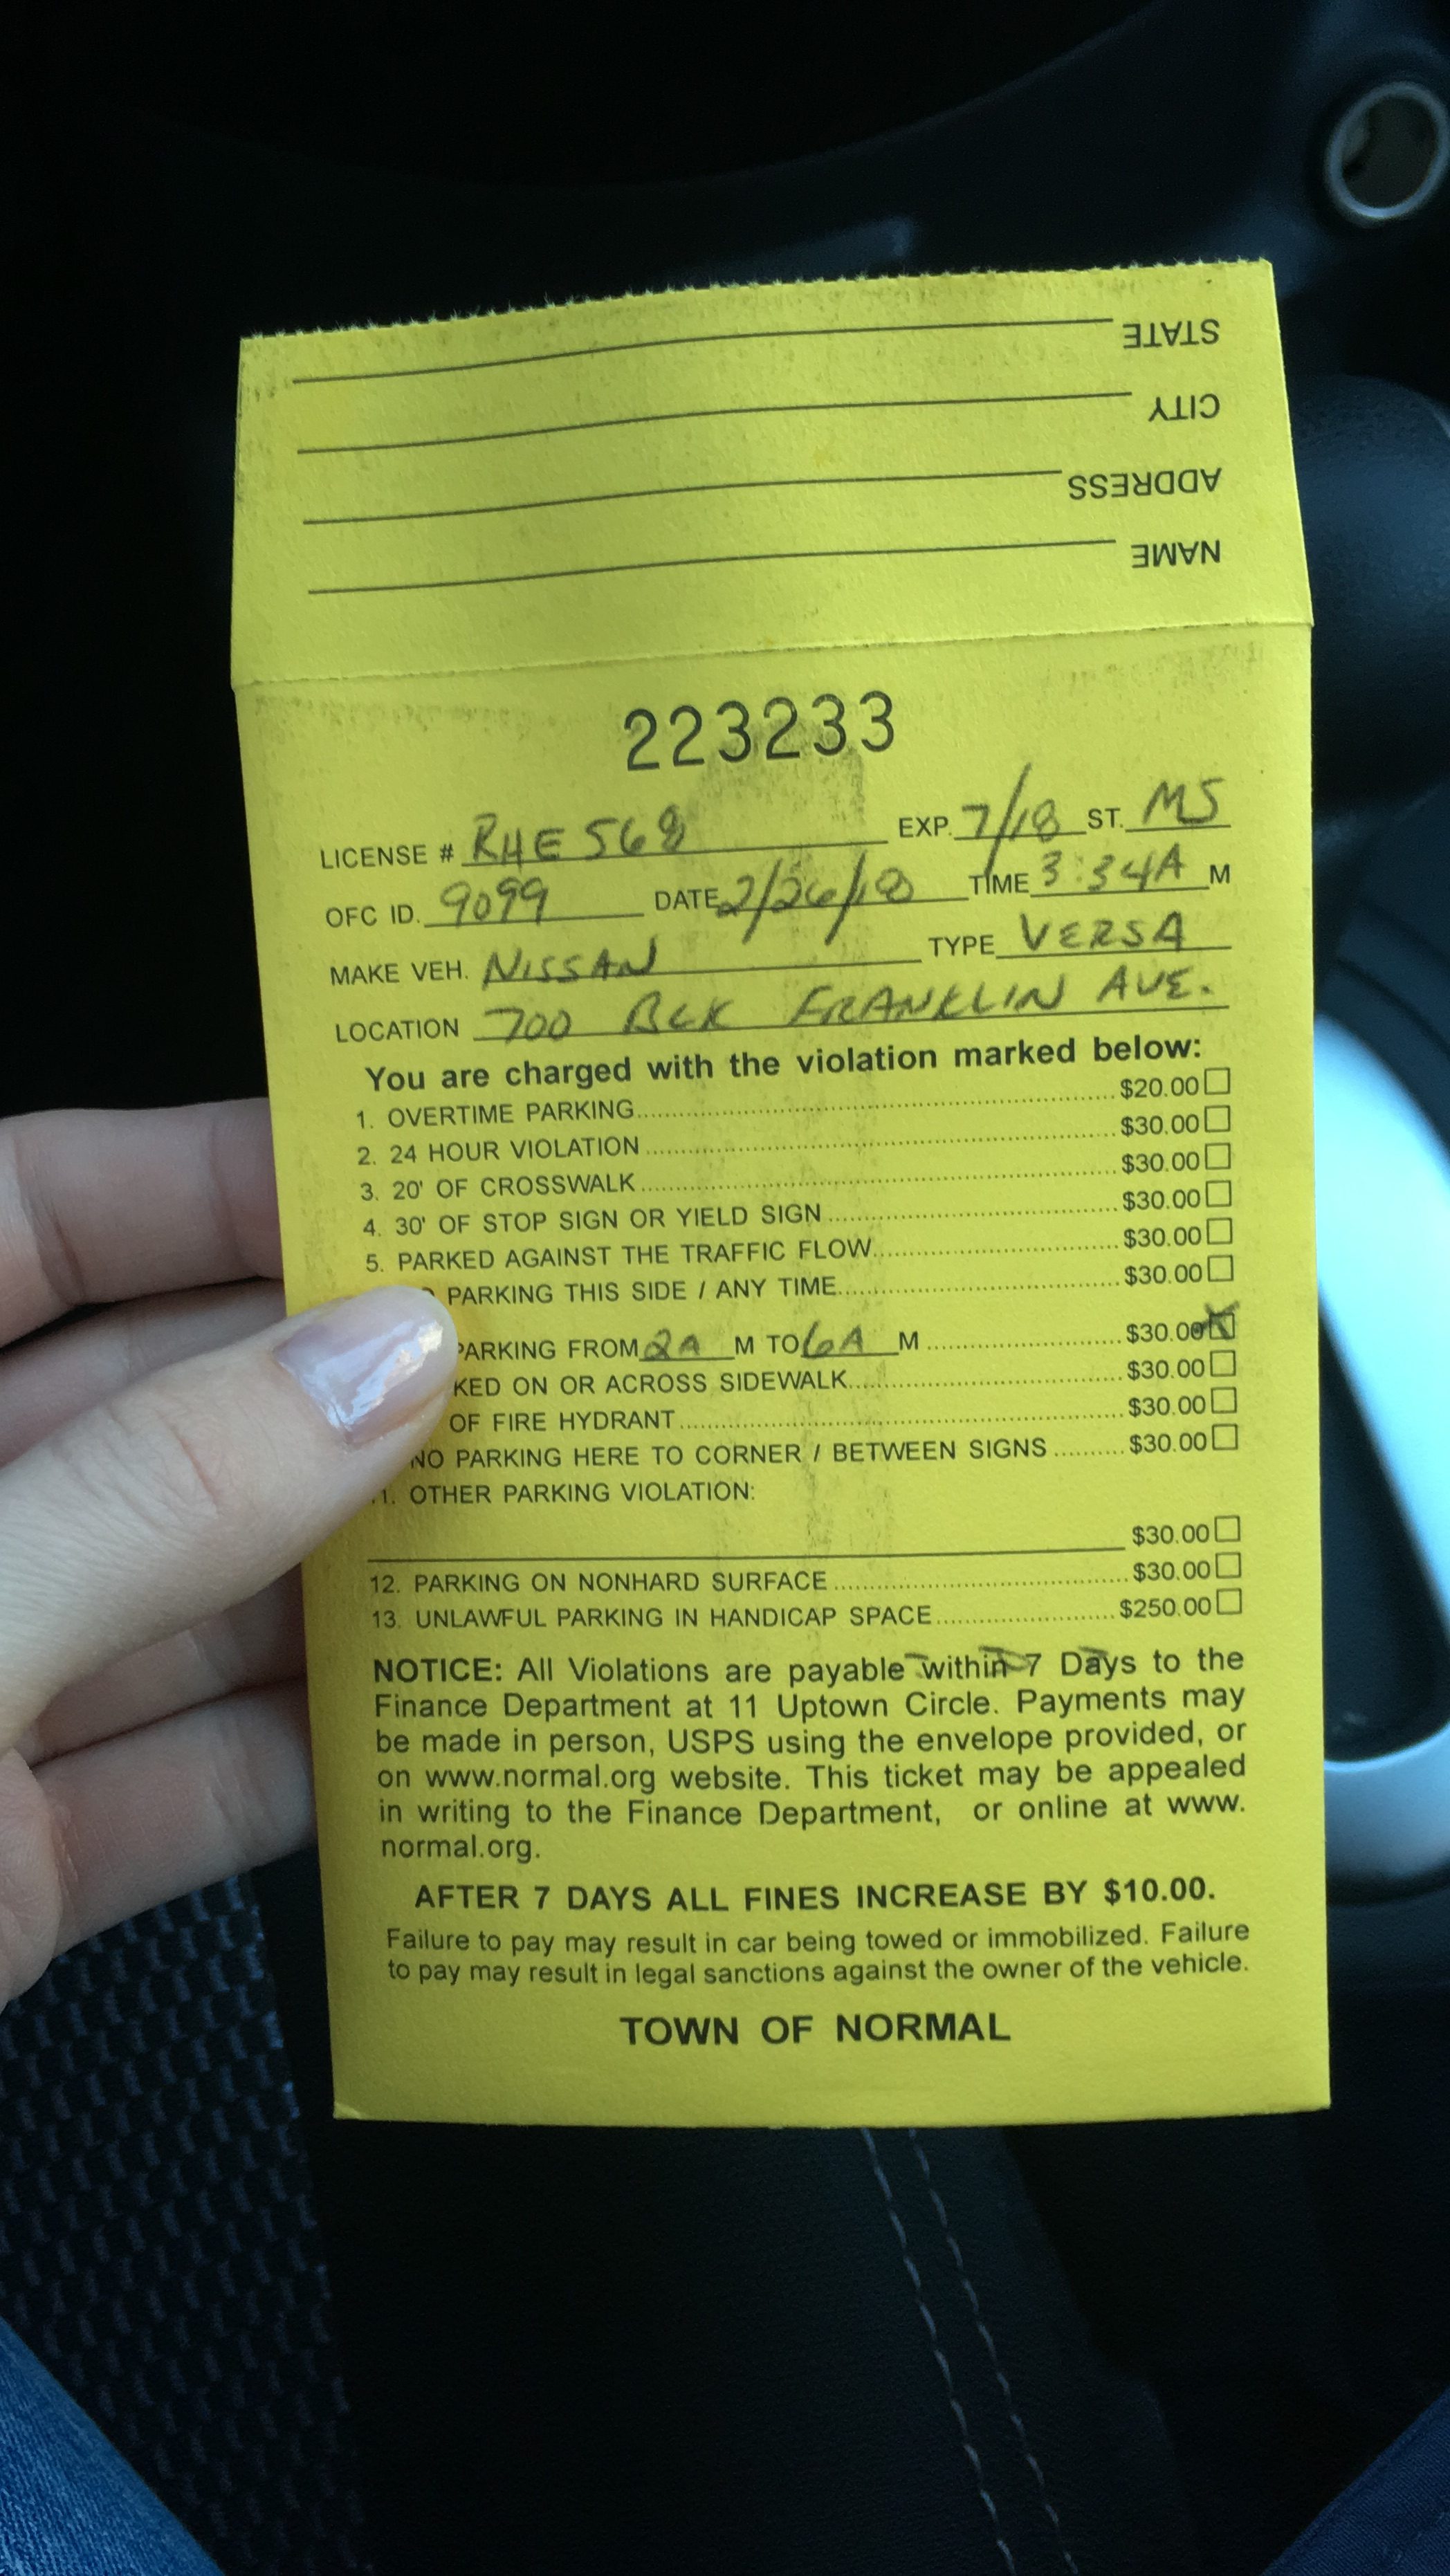 STATE
CITY
ADDRESS
NAME
223233
LICENSE # RHE 568 EXP. 7/18 ST. MS
OFC ID. 9099 DATE 2/26/18 TIME 3:34A M
MAKE VEH. NISSAN TYPE VERSA
LOCATION 700 BLK FRANKLIN AVE.
You are charged with the violation marked below:
1. OVERTIME PARKING $20.00
2. 24 HOUR VIOLATION $30.00
3. 20' OF CROSSWALK $30.00
4. 30' OF STOP SIGN OR YIELD SIGN $30.00
5. PARKED AGAINST THE TRAFFIC FLOW $30.00
PARKING THIS SIDE / ANY TIME $30.00
PARKING FROM 2A M TO 6A M $30.00 X
KED ON OR ACROSS SIDEWALK $30.00
OF FIRE HYDRANT $30.00
NO PARKING HERE TO CORNER / BETWEEN SIGNS $30.00
1. OTHER PARKING VIOLATION:
$30.00
12. PARKING ON NONHARD SURFACE $30.00
13. UNLAWFUL PARKING IN HANDICAP SPACE $250.00
NOTICE: All Violations are payable within 7 Days to the
Finance Department at 11 Uptown Circle. Payments may
be made in person, USPS using the envelope provided, or
on www.normal.org website. This ticket may be appealed
in writing to the Finance Department, or online at www.
normal.org.
AFTER 7 DAYS ALL FINES INCREASE BY $10.00.
Failure to pay may result in car being towed or immobilized. Failure
to pay may result in legal sanctions against the owner of the vehicle.
TOWN OF NORMAL